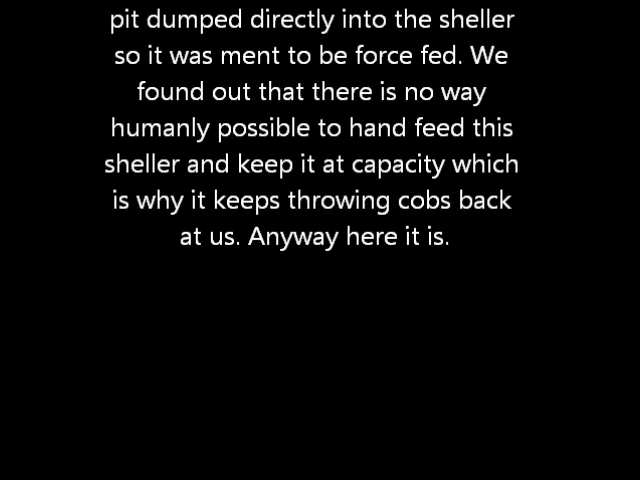 pit dumped directly into the sheller
so it was ment to be force fed. We
found out that there is no way
humanly possible to hand feed this
sheller and keep it at capacity which
is why it keeps throwing cobs back
at us. Anyway here it is.